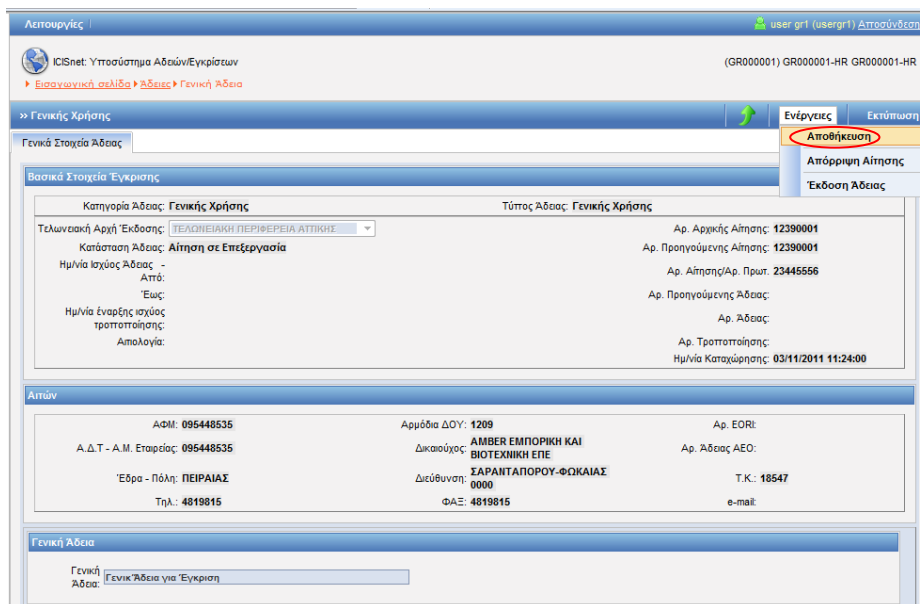 Λειτουργίες
user gr1 (usergr1) Αποσύνδεση
ICISnet: Υποσύστημα Αδειών/Εγκρίσεων
(GR000001) GR000001-HR GR000001-HR
Εισαγωγική σελίδα Άδειες Γενική Άδεια
» Γενικής Χρήσης
Ενέργειες
Εκτύπωση
Αποθήκευση
Απόρριψη Αίτησης
Έκδοση Άδειας
Γενικά Στοιχεία Άδειας
Βασικά Στοιχεία Έγκρισης
Κατηγορία Άδειας: Γενικής Χρήσης
Τύπος Άδειας: Γενικής Χρήσης
Τελωνειακή Αρχή Έκδοσης: ΤΕΛΩΝΕΙΑΚΗ ΠΕΡΙΦΕΡΕΙΑ ΑΤΤΙΚΗΣ
Αρ. Αρχικής Αίτησης: 12390001
Κατάσταση Άδειας: Αίτηση σε Επεξεργασία
Αρ. Προηγούμενης Αίτησης: 12390001
Ημ/νία Ισχύος Άδειας -
Από:
Αρ. Αίτησης/Αρ. Πρωτ. 23445556
Έως:
Αρ. Προηγούμενης Άδειας:
Ημ/νία έναρξης ισχύος
τροποποίησης:
Αρ. Άδειας:
Αιτιολογία:
Αρ. Τροποποίησης:
Ημ/νία Καταχώρησης: 03/11/2011 11:24:00
Αιτών
ΑΦΜ: 095448535
Αρμόδια ΔΟΥ: 1209
Αρ. EORI:
Α.Δ.Τ - Α.Μ. Εταιρείας: 095448535
Δικαιούχος: AMBER ΕΜΠΟΡΙΚΗ ΚΑΙ
ΒΙΟΤΕΧΝΙΚΗ ΕΠΕ
Αρ. Άδειας ΑΕΟ:
Έδρα - Πόλη: ΠΕΙΡΑΙΑΣ
Διεύθυνση: ΣΑΡΑΝΤΑΠΟΡΟΥ-ΦΩΚΑΙΑΣ
0000
Τ.Κ.: 18547
Τηλ.: 4819815
ΦΑΞ: 4819815
e-mail:
Γενική Άδεια
Γενική
Άδεια: Γενικ'Άδεια για Έγκριση